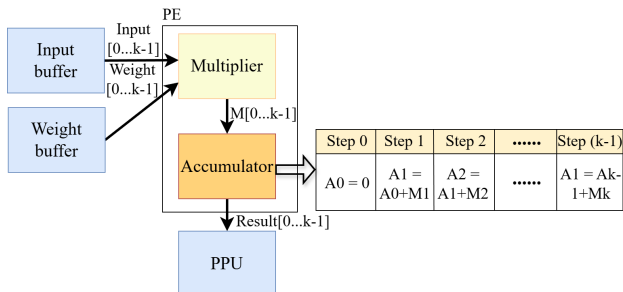 PE
Input
[0...k-1]
Input
buffer
Weight
[0...k-1]
Multiplier
Weight
buffer
M[0...k-1]
Accumulator
Step 0
Step 1
Step 2
......
Step (k-1)
A0 = 0
A1 =
A0+M1
A2 =
A1+M2
......
A1 = Ak-
1+Mk
Result[0...k-1]
PPU